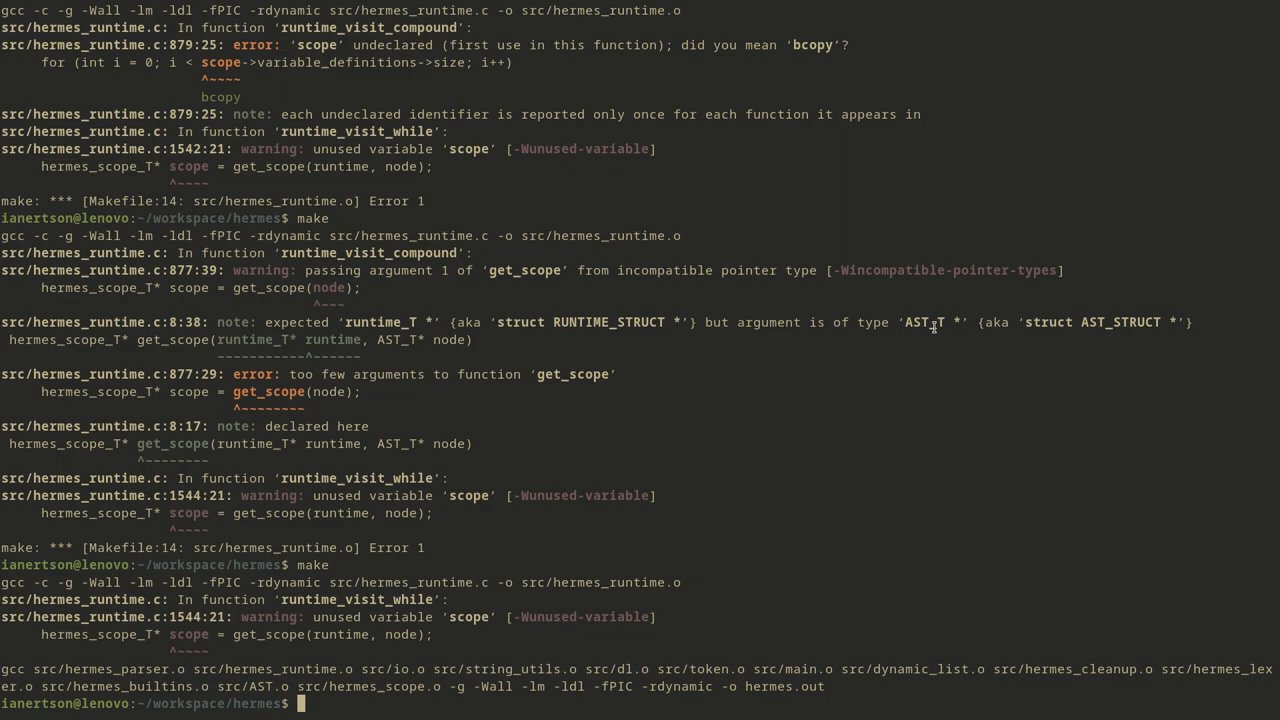 gcc -c -g -Wall -lm -ldl -fPIC -rdynamic src/hermes_runtime.c -o src/hermes_runtime.o
src/hermes_runtime.c: In function ‘runtime_visit_compound’:
src/hermes_runtime.c:879:25: error: ‘scope’ undeclared (first use in this function); did you mean ‘bcopy’?
     for (int i = 0; i < scope->variable_definitions->size; i++)
                         ^~~~~
                         bcopy
src/hermes_runtime.c:879:25: note: each undeclared identifier is reported only once for each function it appears in
src/hermes_runtime.c: In function ‘runtime_visit_while’:
src/hermes_runtime.c:1542:21: warning: unused variable ‘scope’ [-Wunused-variable]
     hermes_scope_T* scope = get_scope(runtime, node);
                     ^~~~~
make: *** [Makefile:14: src/hermes_runtime.o] Error 1
ianertson@lenovo:~/workspace/hermes$ make
gcc -c -g -Wall -lm -ldl -fPIC -rdynamic src/hermes_runtime.c -o src/hermes_runtime.o
src/hermes_runtime.c: In function ‘runtime_visit_compound’:
src/hermes_runtime.c:877:39: warning: passing argument 1 of ‘get_scope’ from incompatible pointer type [-Wincompatible-pointer-types]
     hermes_scope_T* scope = get_scope(node);
                                       ^~~~
src/hermes_runtime.c:8:38: note: expected ‘runtime_T *’ {aka ‘struct RUNTIME_STRUCT *’} but argument is of type ‘AST_T *’ {aka ‘struct AST_STRUCT *’}
 hermes_scope_T* get_scope(runtime_T* runtime, AST_T* node)
                           ~~~~~~~~~~~^~~~~~~
src/hermes_runtime.c:877:29: error: too few arguments to function ‘get_scope’
     hermes_scope_T* scope = get_scope(node);
                             ^~~~~~~~~
src/hermes_runtime.c:8:17: note: declared here
 hermes_scope_T* get_scope(runtime_T* runtime, AST_T* node)
                 ^~~~~~~~~
src/hermes_runtime.c: In function ‘runtime_visit_while’:
src/hermes_runtime.c:1544:21: warning: unused variable ‘scope’ [-Wunused-variable]
     hermes_scope_T* scope = get_scope(runtime, node);
                     ^~~~~
make: *** [Makefile:14: src/hermes_runtime.o] Error 1
ianertson@lenovo:~/workspace/hermes$ make
gcc -c -g -Wall -lm -ldl -fPIC -rdynamic src/hermes_runtime.c -o src/hermes_runtime.o
src/hermes_runtime.c: In function ‘runtime_visit_while’:
src/hermes_runtime.c:1544:21: warning: unused variable ‘scope’ [-Wunused-variable]
     hermes_scope_T* scope = get_scope(runtime, node);
                     ^~~~~
gcc src/hermes_parser.o src/hermes_runtime.o src/io.o src/string_utils.o src/dl.o src/token.o src/main.o src/dynamic_list.o src/hermes_cleanup.o src/hermes_lex
er.o src/hermes_builtins.o src/AST.o src/hermes_scope.o -g -Wall -lm -ldl -fPIC -rdynamic -o hermes.out
ianertson@lenovo:~/workspace/hermes$